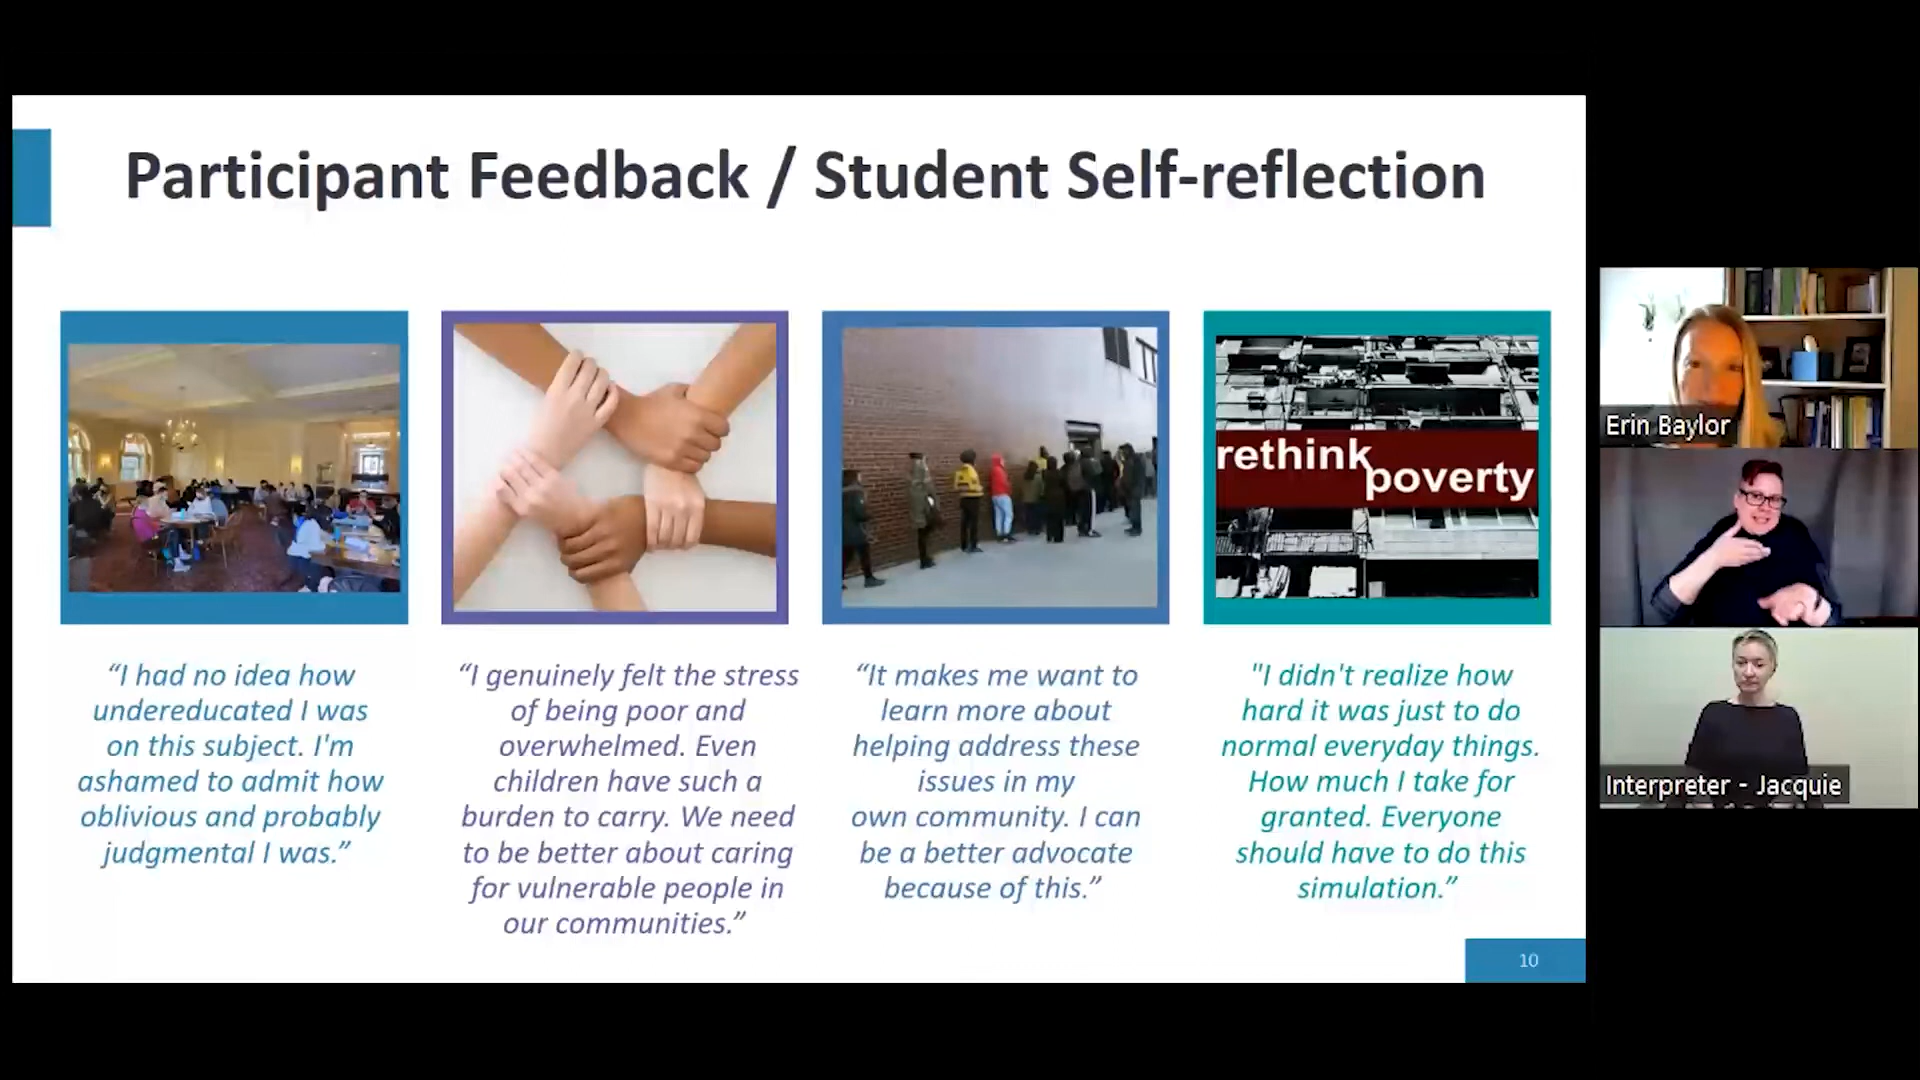 Participant Feedback / Student Self-reflection
rethink
poverty
“I had no idea how
undereducated I was
on this subject. I'm
ashamed to admit how
oblivious and probably
judgmental I was.”
“I genuinely felt the stress
of being poor and
overwhelmed. Even
children have such a
burden to carry. We need
to be better about caring
for vulnerable people in
our communities.”
“It makes me want to
learn more about
helping address these
issues in my
own community. I can
be a better advocate
because of this.”
"I didn't realize how
hard it was just to do
normal everyday things.
How much I take for
granted. Everyone
should have to do this
simulation.”
10
Erin Baylor
Interpreter - Jacquie